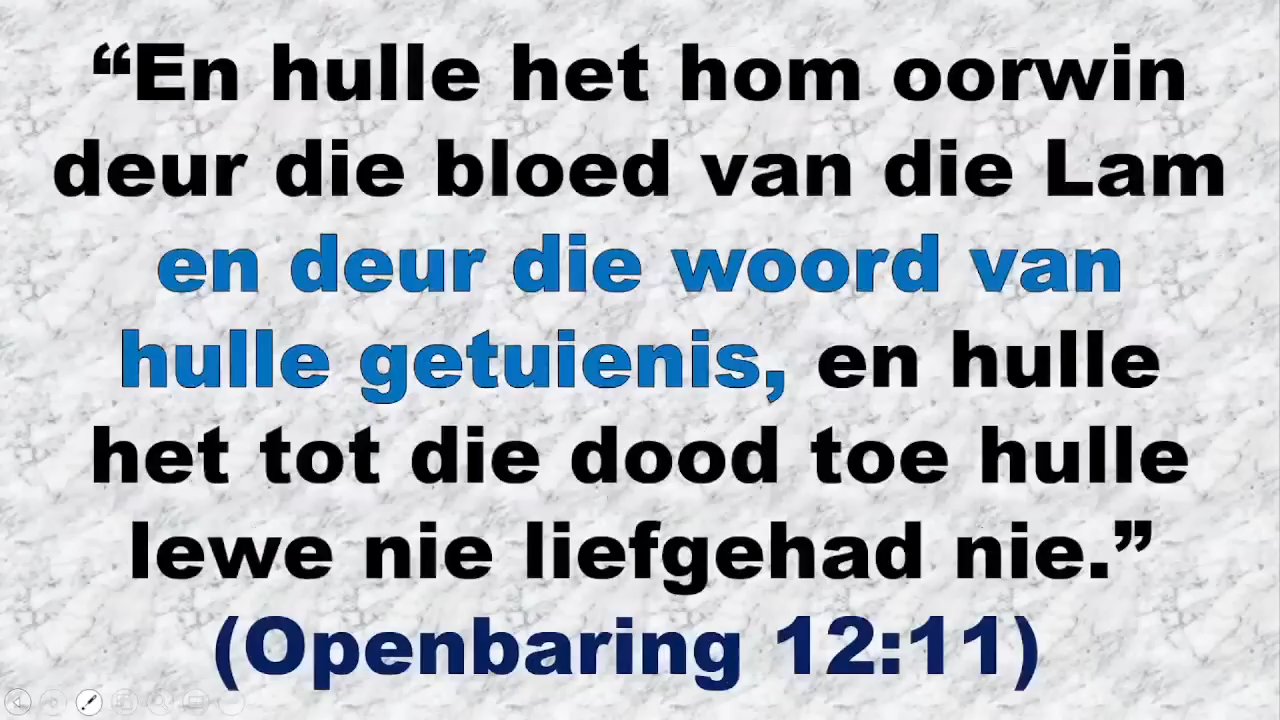 “En hulle het hom oorwin
deur die bloed van die Lam
en deur die woord van
hulle getuienis, en hulle
het tot die dood toe hulle
lewe nie liefgehad nie.”
(Openbaring 12:11)